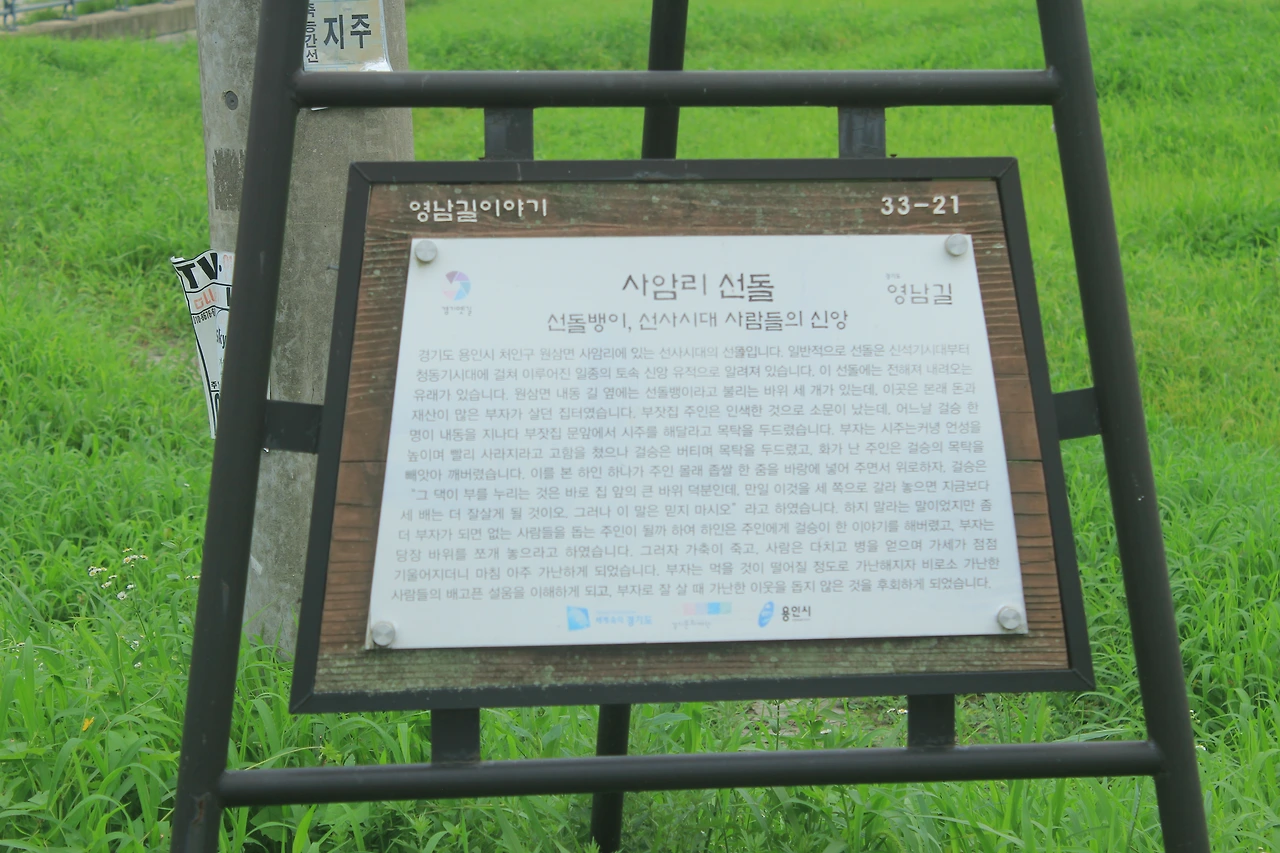 지주
TV
영남길이야기
33-21
사암리 선돌
영남길
선돌뱅이, 선사시대 사람들의 신앙
경기도 용인시 처인구 원삼면 사암리에 있는 선사시대의 선돌입니다. 일반적으로 선돌은 신석기시대부터
청동기시대에 걸쳐 이루어진 일종의 토속 신앙 유적으로 알려져 있습니다. 이 선돌에는 전해져 내려오는
유래가 있습니다. 원삼면 내동 길 옆에는 선돌뱅이라고 불리는 바위 세 개가 있는데, 이곳은 본래 돈과
재산이 많은 부자가 살던 집터였습니다. 부잣집 주인은 인색한 것으로 소문이 났는데, 어느날 걸승 한
명이 내동을 지나다 부잣집 문앞에서 시주를 해달라고 목탁을 두드렸습니다. 부자는 시주는커녕 언성을
높이며 빨리 사라지라고 고함을 쳤으나 걸승은 버티며 목탁을 두드렸고, 화가 난 주인은 걸승의 목탁을
빼앗아 깨버렸습니다. 이를 본 하인 하나가 주인 몰래 좁쌀 한 줌을 바랑에 넣어 주면서 위로하자, 걸승은
"그 댁이 부를 누리는 것은 바로 집 앞의 큰 바위 덕분인데, 만일 이것을 세 쪽으로 갈라 놓으면 지금보다
세 배는 더 잘살게 될 것이오. 그러나 이 말은 믿지 마시오" 라고 하였습니다. 하지 말라는 말이었지만 좀
더 부자가 되면 없는 사람들을 돕는 주인이 될까 하여 하인은 주인에게 걸승이 한 이야기를 해버렸고, 부자는
당장 바위를 쪼개 놓으라고 하였습니다. 그러자 가축이 죽고, 사람은 다치고 병을 얻으며 가세가 점점
기울어지더니 마침 아주 가난하게 되었습니다. 부자는 먹을 것이 떨어질 정도로 가난해지자 비로소 가난한
사람들의 배고픈 설움을 이해하게 되고, 부자로 잘 살 때 가난한 이웃을 돕지 않은 것을 후회하게 되었습니다.
경기도
용인시